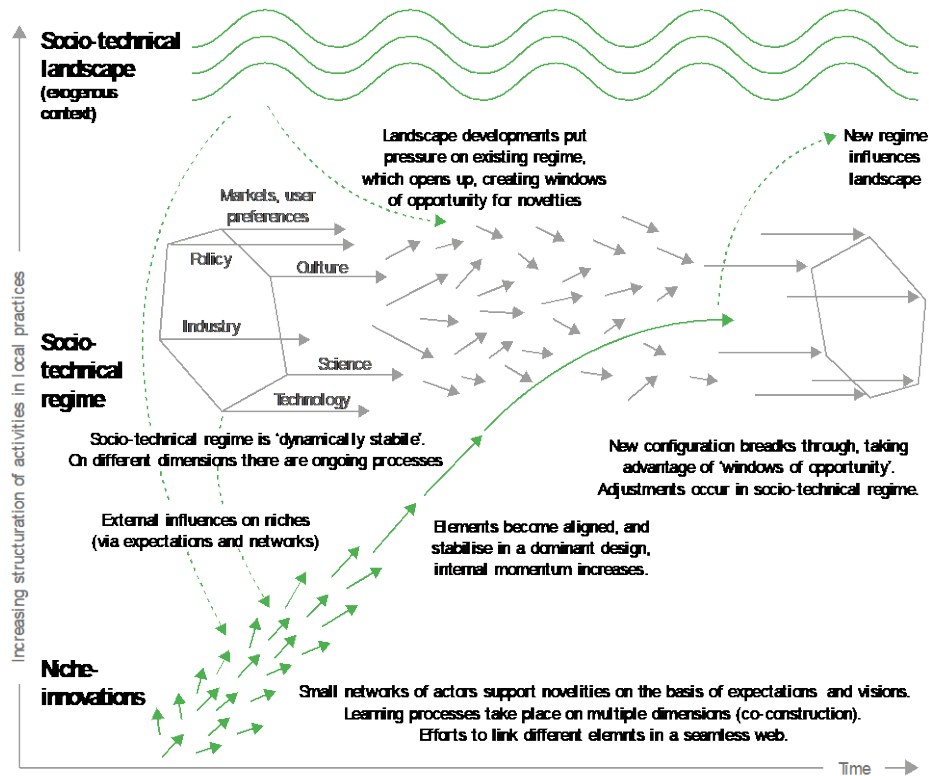 Socio-technical
landscape
(exogenous
context)
Landscape developments put
pressure on existing regime,
which opens up, creating windows
of opportunity for novelties
New regime
influences
landscape
Markets, user
preferences
Policy
Culture
Industry
Science
Technology
Increasing structuration of activities in local practices
Socio-
technical
regime
Socio-technical regime is ‘dynamically stabile’.
On different dimensions there are ongoing processes
New configuration breadks through, taking
advantage of ‘windows of opportunity’.
Adjustments occur in socio-technical regime.
External influences on niches
(via expectations and networks)
Elements become aligned, and
stabilise in a dominant design,
internal momentum increases.
Niche-
innovations
Small networks of actors support novelities on the basis of expectations and visions.
Learning processes take place on multiple dimensions (co-construction).
Efforts to link different elemnts in a seamless web.
Time